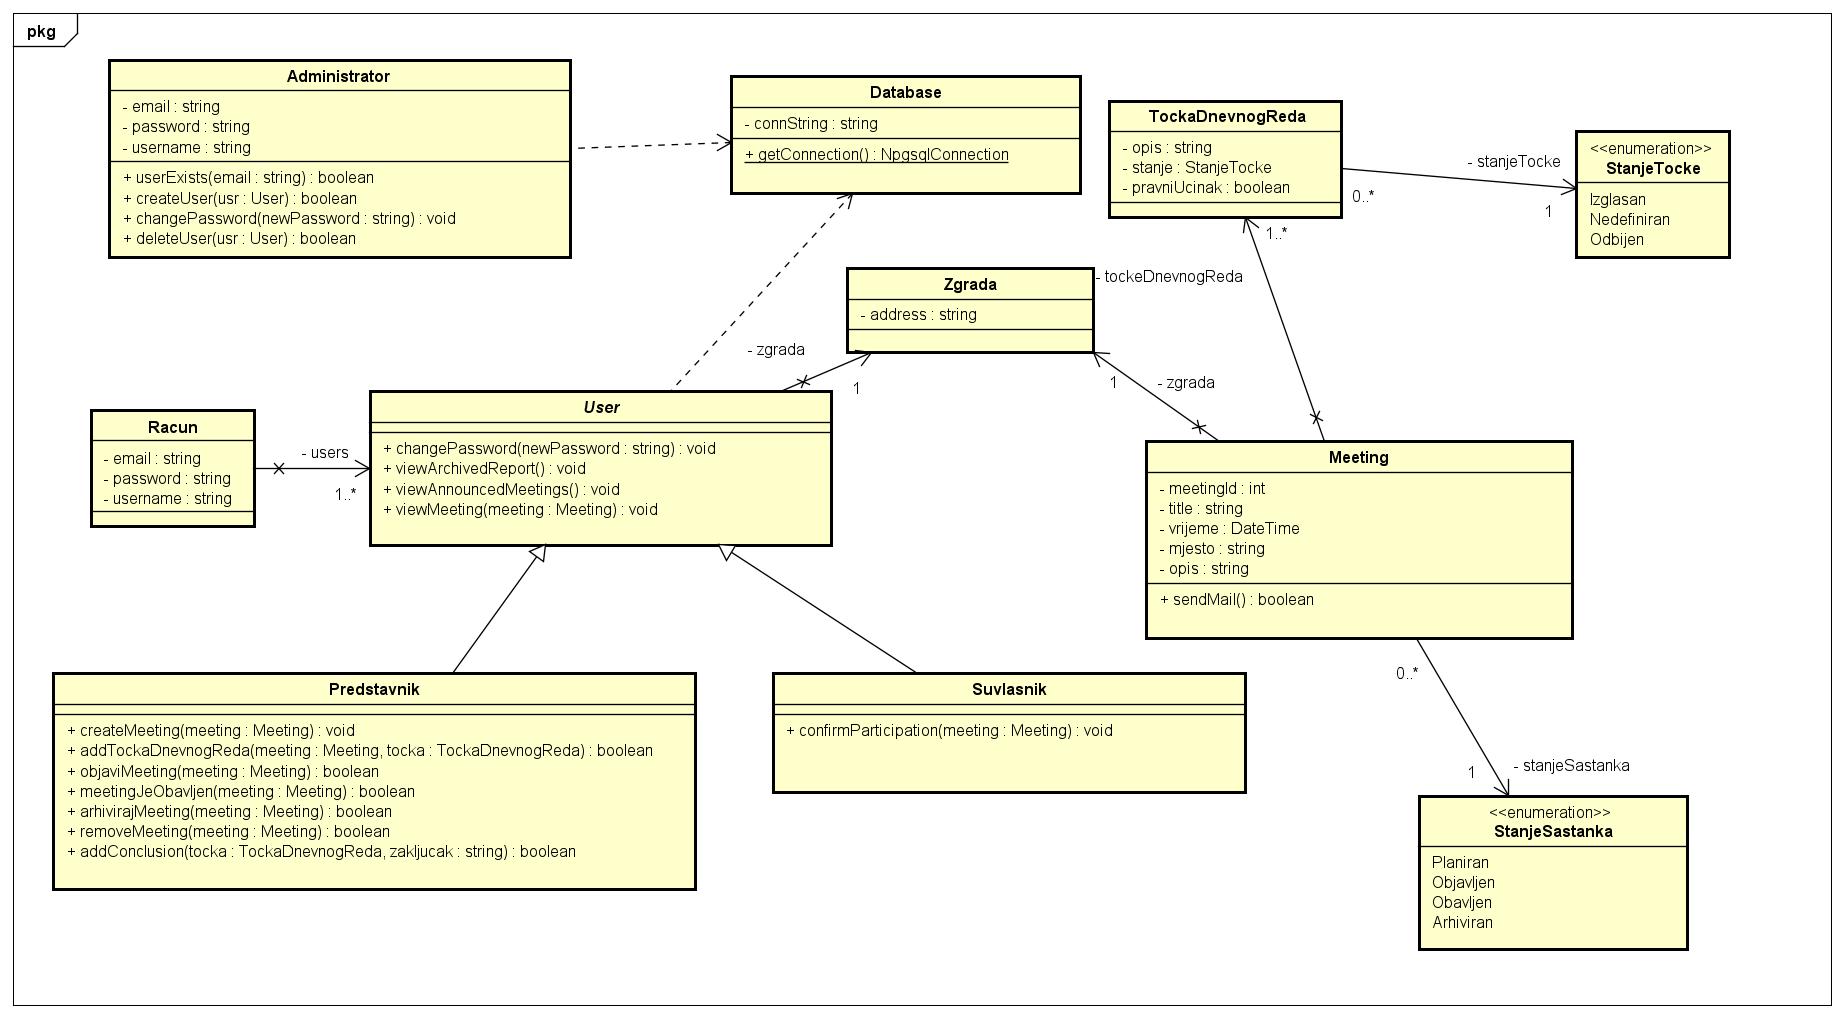 pkg
Administrator
- email : string
- password : string
- username : string
+ userExists(email : string) : boolean
+ createUser(usr : User) : boolean
+ changePassword(newPassword : string) : void
+ deleteUser(usr : User) : boolean
Database
- connString : string
+ getConnection() : NpgsqlConnection
TockaDnevnogReda
- opis : string
- stanje : StanjeTocke
- pravniUcinak : boolean
- stanjeTocke
0..*
1
<<enumeration>>
StanjeTocke
Izglasan
Nedefiniran
Odbijen
1..*
- tockeDnevnogReda
Zgrada
- address : string
- zgrada
1
1
- zgrada
Racun
- email : string
- password : string
- username : string
- users
1..*
User
+ changePassword(newPassword : string) : void
+ viewArchivedReport() : void
+ viewAnnouncedMeetings() : void
+ viewMeeting(meeting : Meeting) : void
Meeting
- meetingId : int
- title : string
- vrijeme : DateTime
- mjesto : string
- opis : string
+ sendMail() : boolean
Predstavnik
+ createMeeting(meeting : Meeting) : void
+ addTockaDnevnogReda(meeting : Meeting, tocka : TockaDnevnogReda) : boolean
+ objaviMeeting(meeting : Meeting) : boolean
+ meetingJeObavljen(meeting : Meeting) : boolean
+ arhivirajMeeting(meeting : Meeting) : boolean
+ removeMeeting(meeting : Meeting) : boolean
+ addConclusion(tocka : TockaDnevnogReda, zakljucak : string) : boolean
Suvlasnik
+ confirmParticipation(meeting : Meeting) : void
0..*
1
- stanjeSastanka
<<enumeration>>
StanjeSastanka
Planiran
Objavljen
Obavljen
Arhiviran